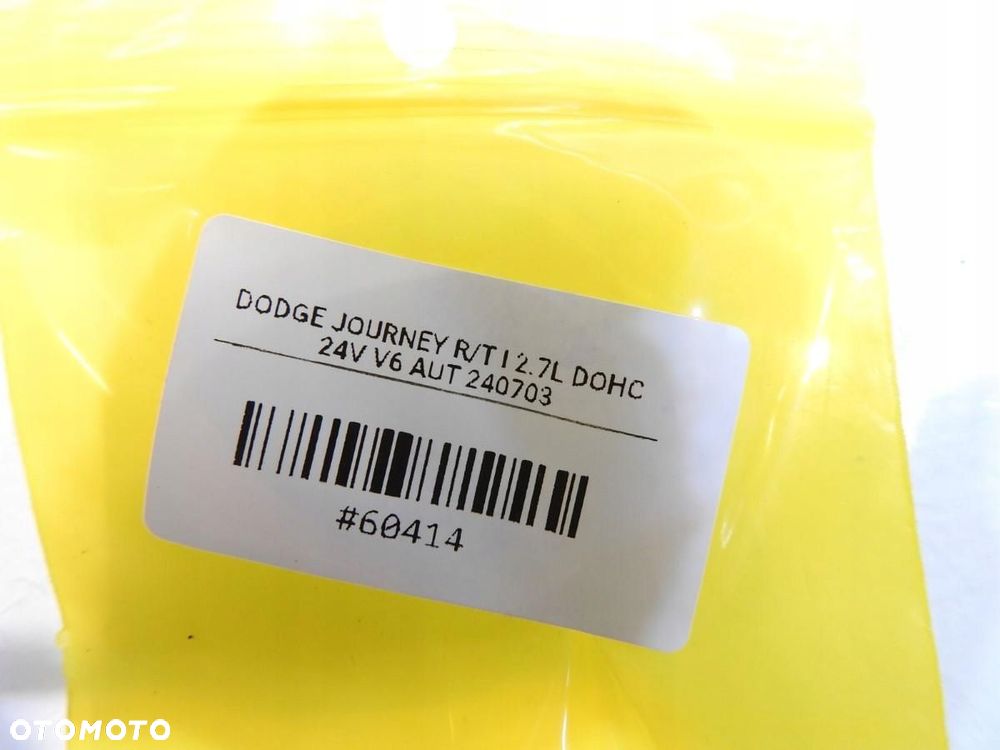 DODGE JOURNEY R/T I 2.7L DOHC
24V V6 AUT 240703
#60414
OTOMOTO